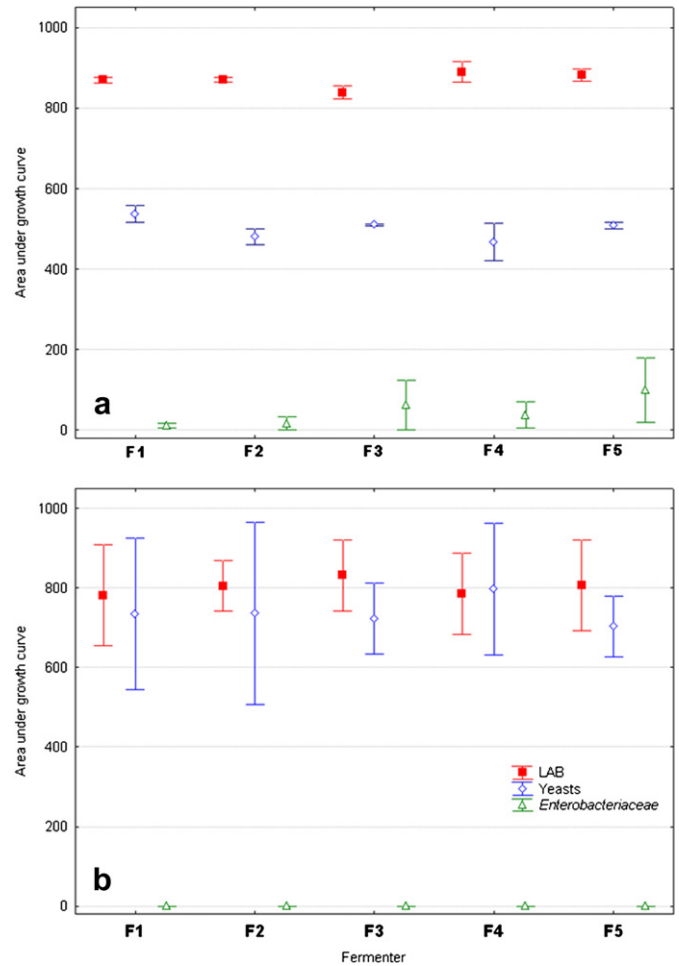 1000
800
600
400
200
0
Area under growth curve
a
F1 F2 F3 F4 F5
1000
800
600
400
200
0
Area under growth curve
LAB
Yeasts
Enterobacteriaceae
b
F1 F2 F3 F4 F5
Fermenter